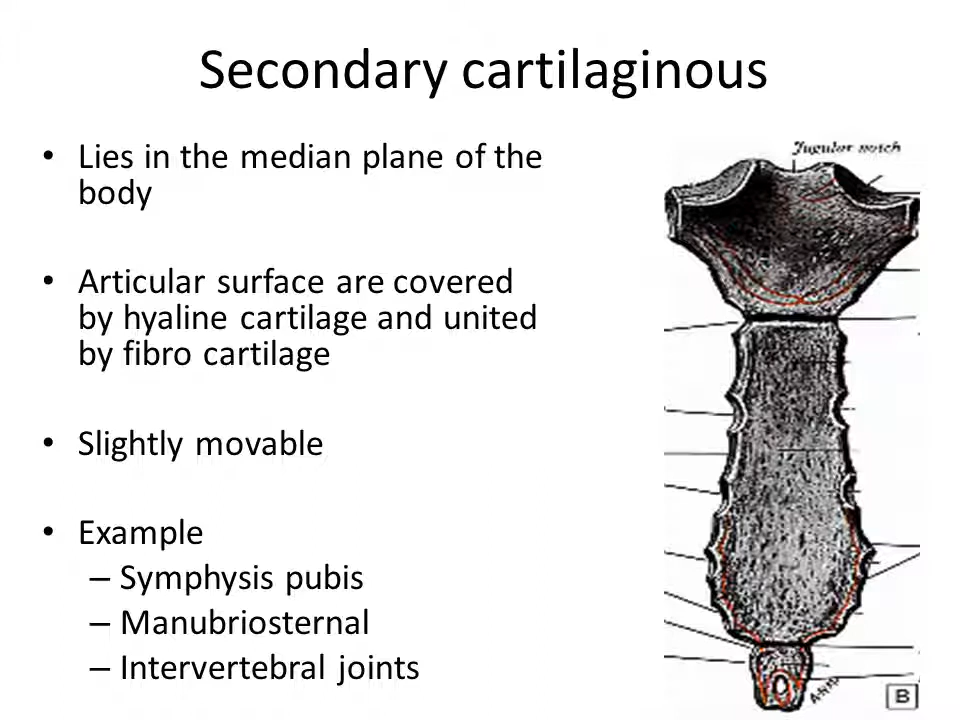 Secondary cartilaginous
• Lies in the median plane of the
body
• Articular surface are covered
by hyaline cartilage and united
by fibro cartilage
• Slightly movable
• Example
– Symphysis pubis
– Manubriosternal
– Intervertebral joints
Jugular notch
B